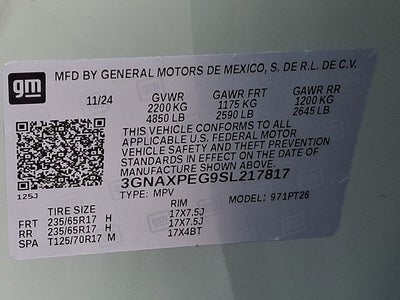 gm MFD BY GENERAL MOTORS DE MEXICO, S. DE R.L. DE C.V.
11/24 GVWR GAWR FRT GAWR RR
2200 KG 1175 KG 1200 KG
4850 LB 2590 LB 2645 LB
THIS VEHICLE CONFORMS TO ALL
APPLICABLE U.S. FEDERAL MOTOR
VEHICLE SAFETY AND THEFT PREVENTION
STANDARDS IN EFFECT ON THE DATE OF
MANUFACTURE SHOWN ABOVE.
3GNAXPEG9SL217817
125J TYPE: MPV MODEL: 971PT26
TIRE SIZE RIM
FRT 235/65R17 H 17X7.5J
RR 235/65R17 H 17X7.5J
SPA T125/70R17 M 17X4BT